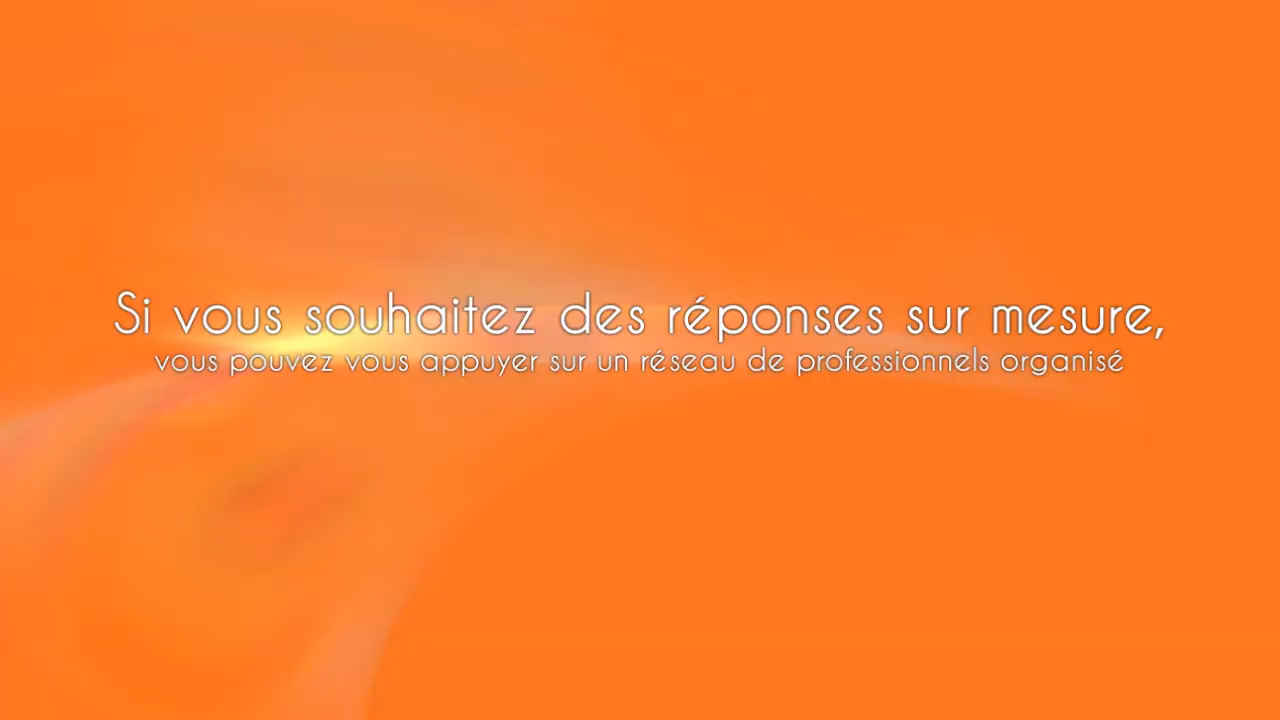 Si vous souhaitez des réponses sur mesure,
vous pouvez vous appuyer sur un réseau de professionnels organisé